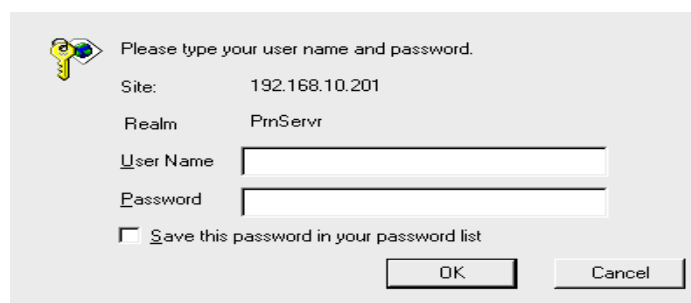 Please type your user name and password.
Site: 192.168.10.201
Realm PrnServr
User Name
Password
Save this password in your password list
OK Cancel